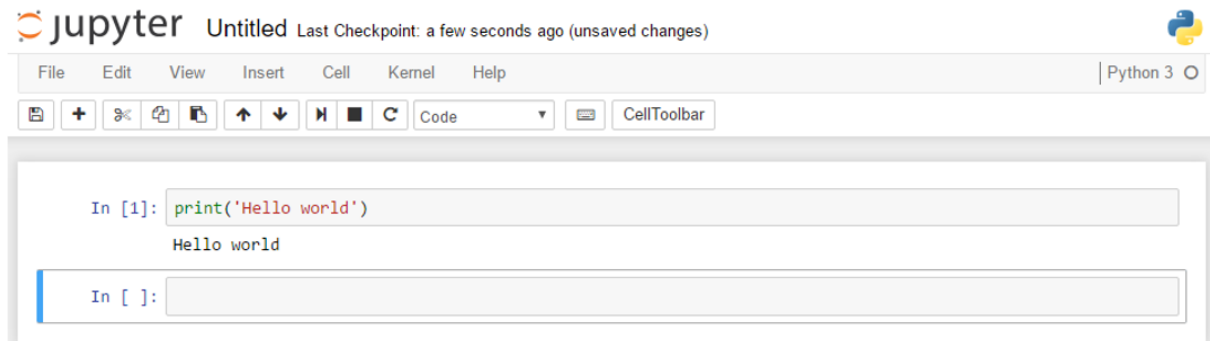 jupyter Untitled Last Checkpoint: a few seconds ago (unsaved changes)
File Edit View Insert Cell Kernel Help Python 3
Code CellToolbar
In [1]: print('Hello world')
Hello world
In [ ]: